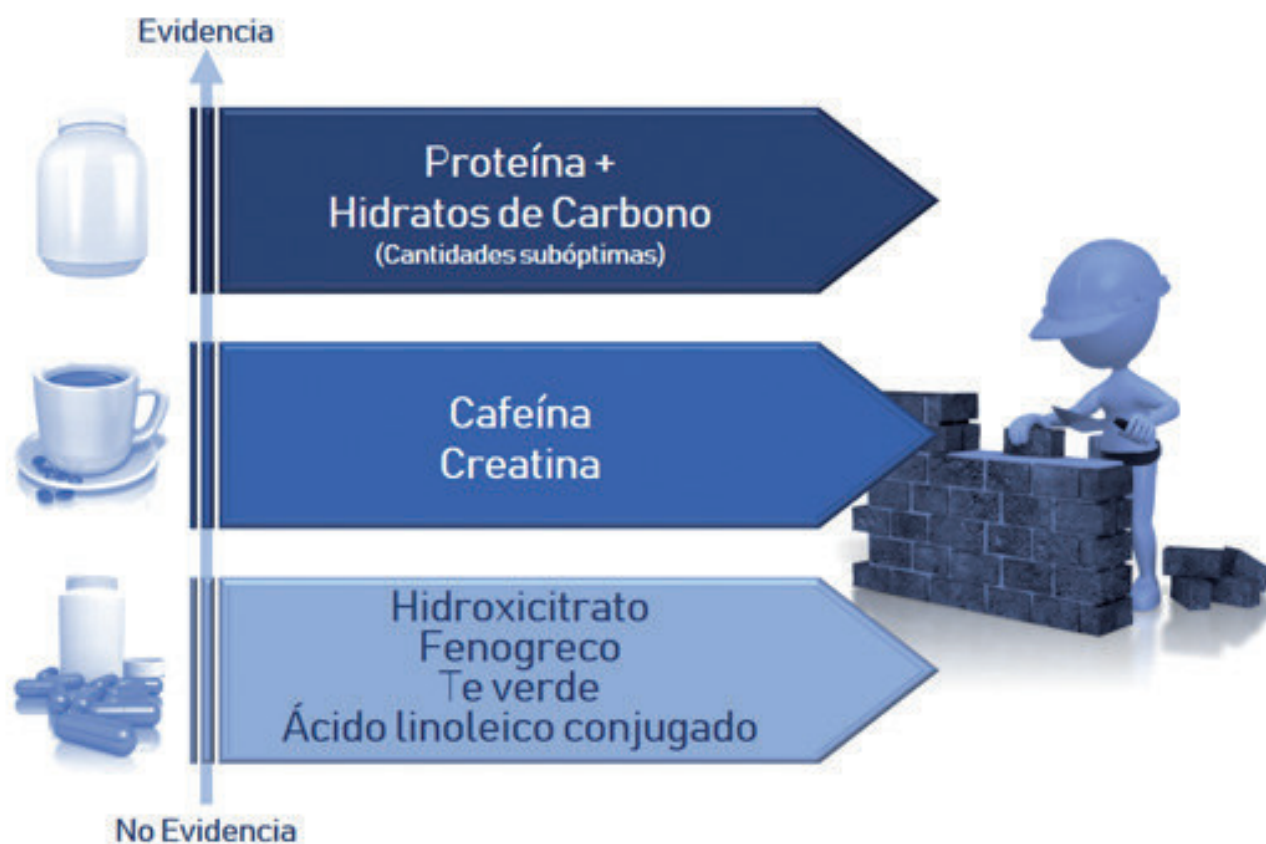 Evidencia
Proteína +
Hidratos de Carbono
(Cantidades subóptimas)
Cafeína
Creatina
Hidroxicitrato
Fenogreco
Te verde
Ácido linoleico conjugado
No Evidencia